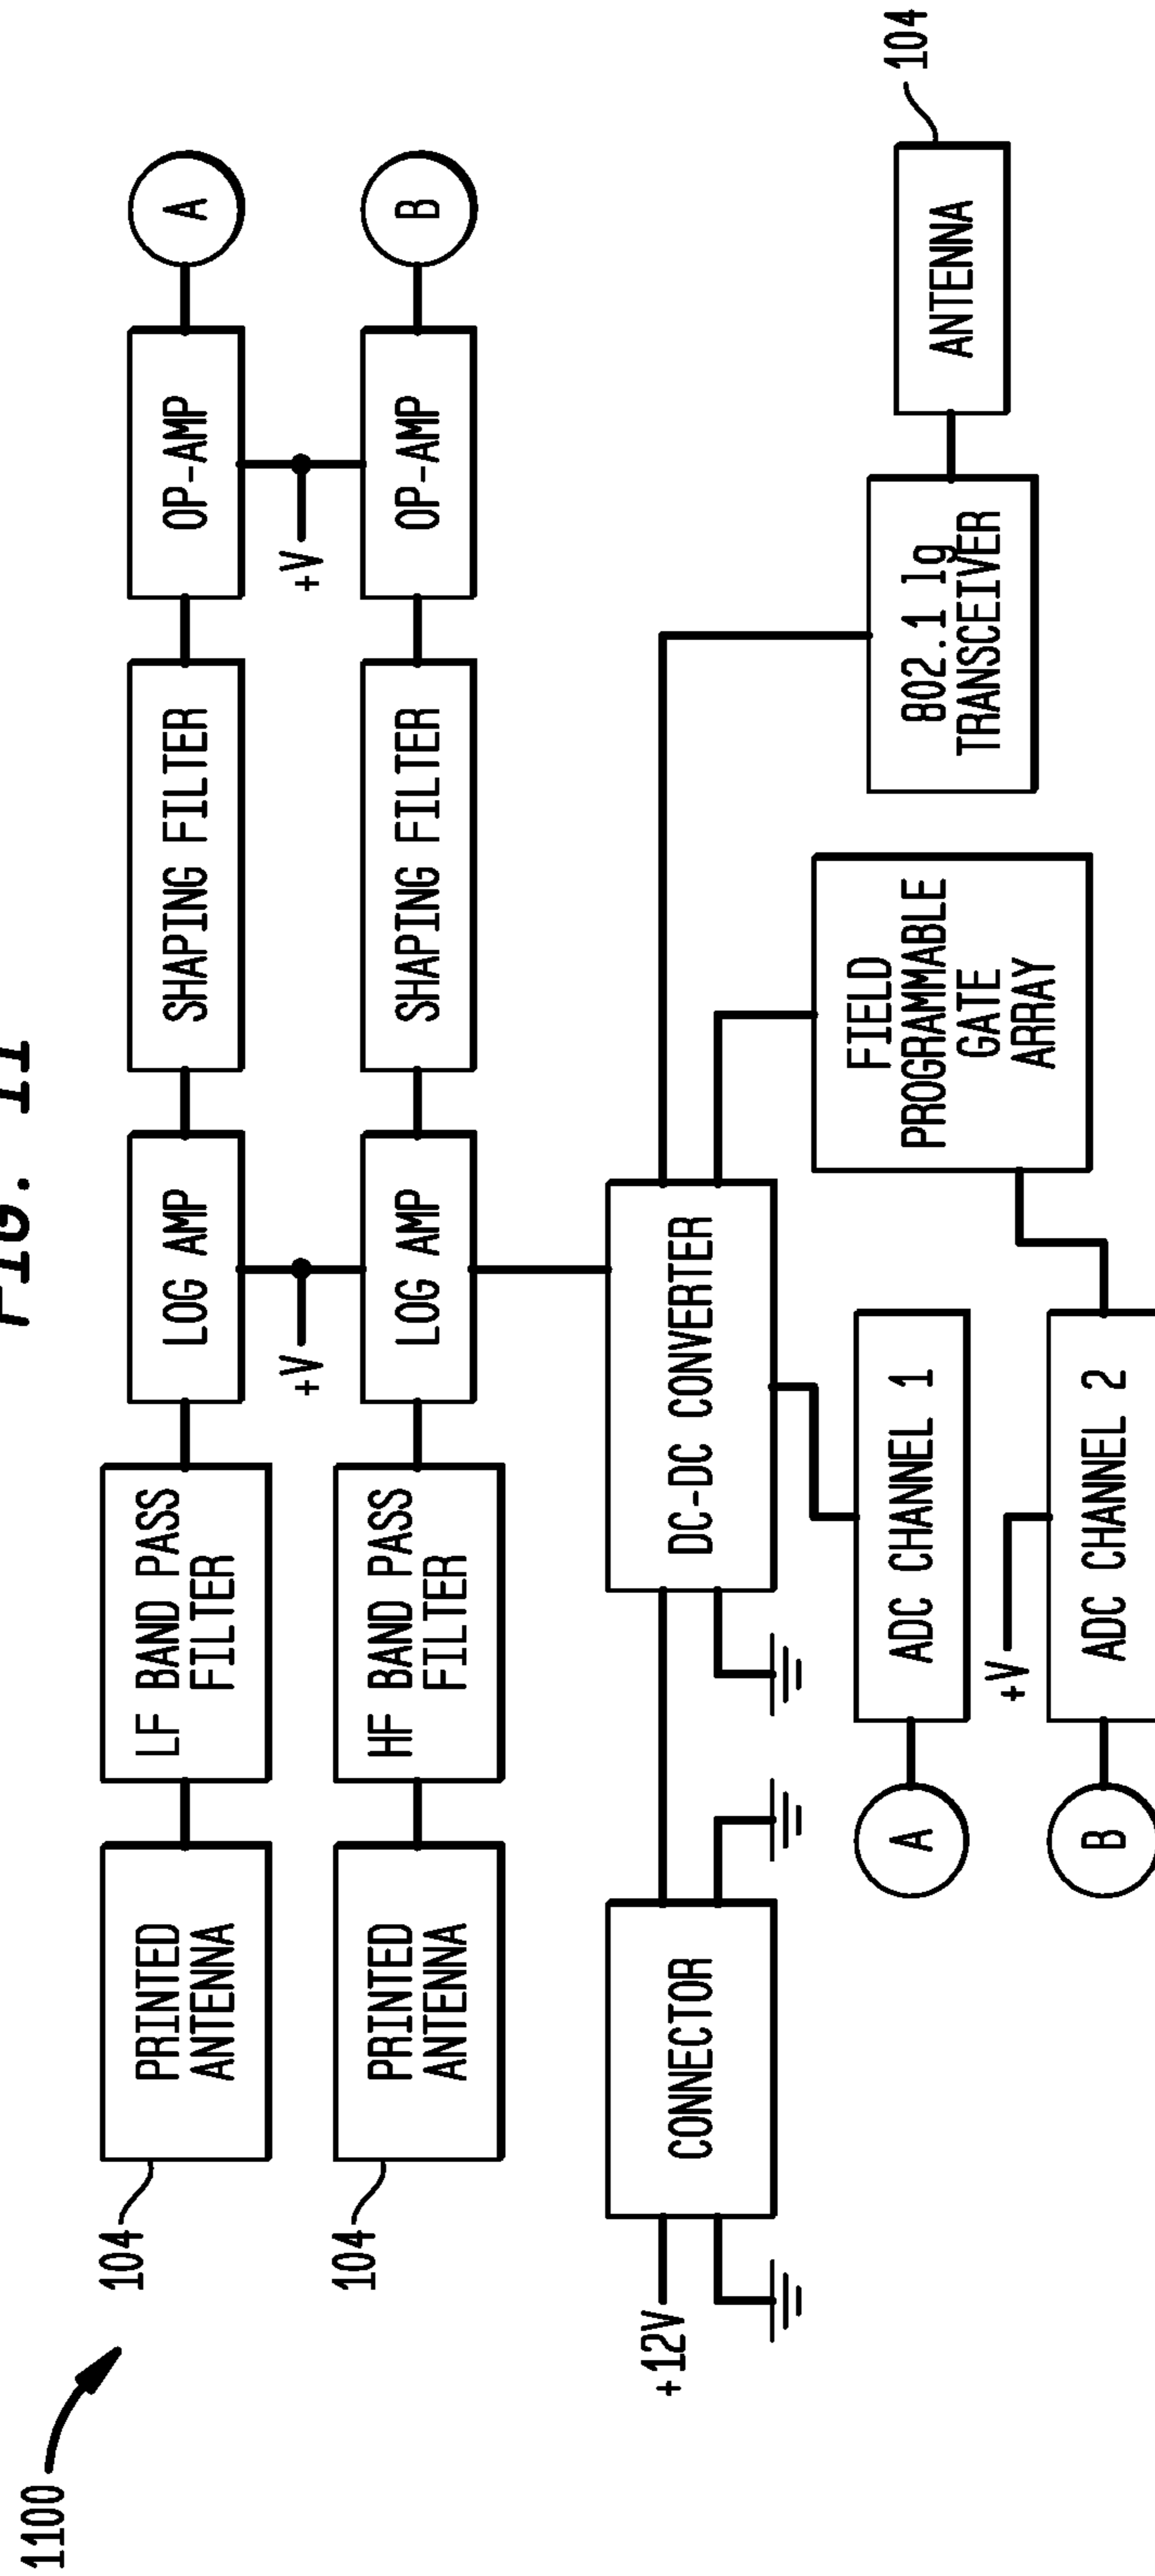 FIG. 11
1100
104
PRINTED
ANTENNA
LF BAND PASS
FILTER
LOG AMP
SHAPING FILTER
OP-AMP
A
+V
+V
104
PRINTED
ANTENNA
HF BAND PASS
FILTER
LOG AMP
SHAPING FILTER
OP-AMP
B
+12V
CONNECTOR
DC-DC CONVERTER
802.1 lg
TRANSCEIVER
ANTENNA
104
FIELD
PROGRAMMABLE
GATE
ARRAY
A
ADC CHANNEL 1
+V
B
ADC CHANNEL 2